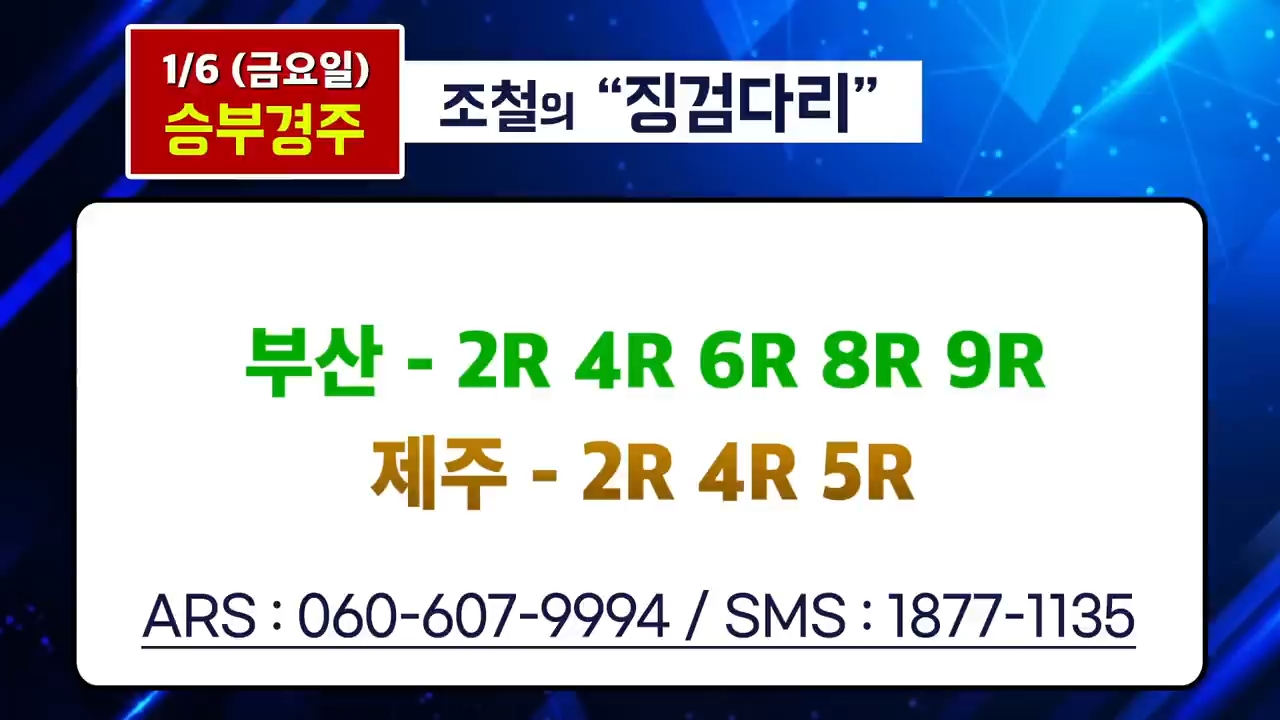 1/6 (금요일)
승부경주
조철의 “징검다리”
부산 - 2R 4R 6R 8R 9R
제주 - 2R 4R 5R
ARS : 060-607-9994 / SMS : 1877-1135